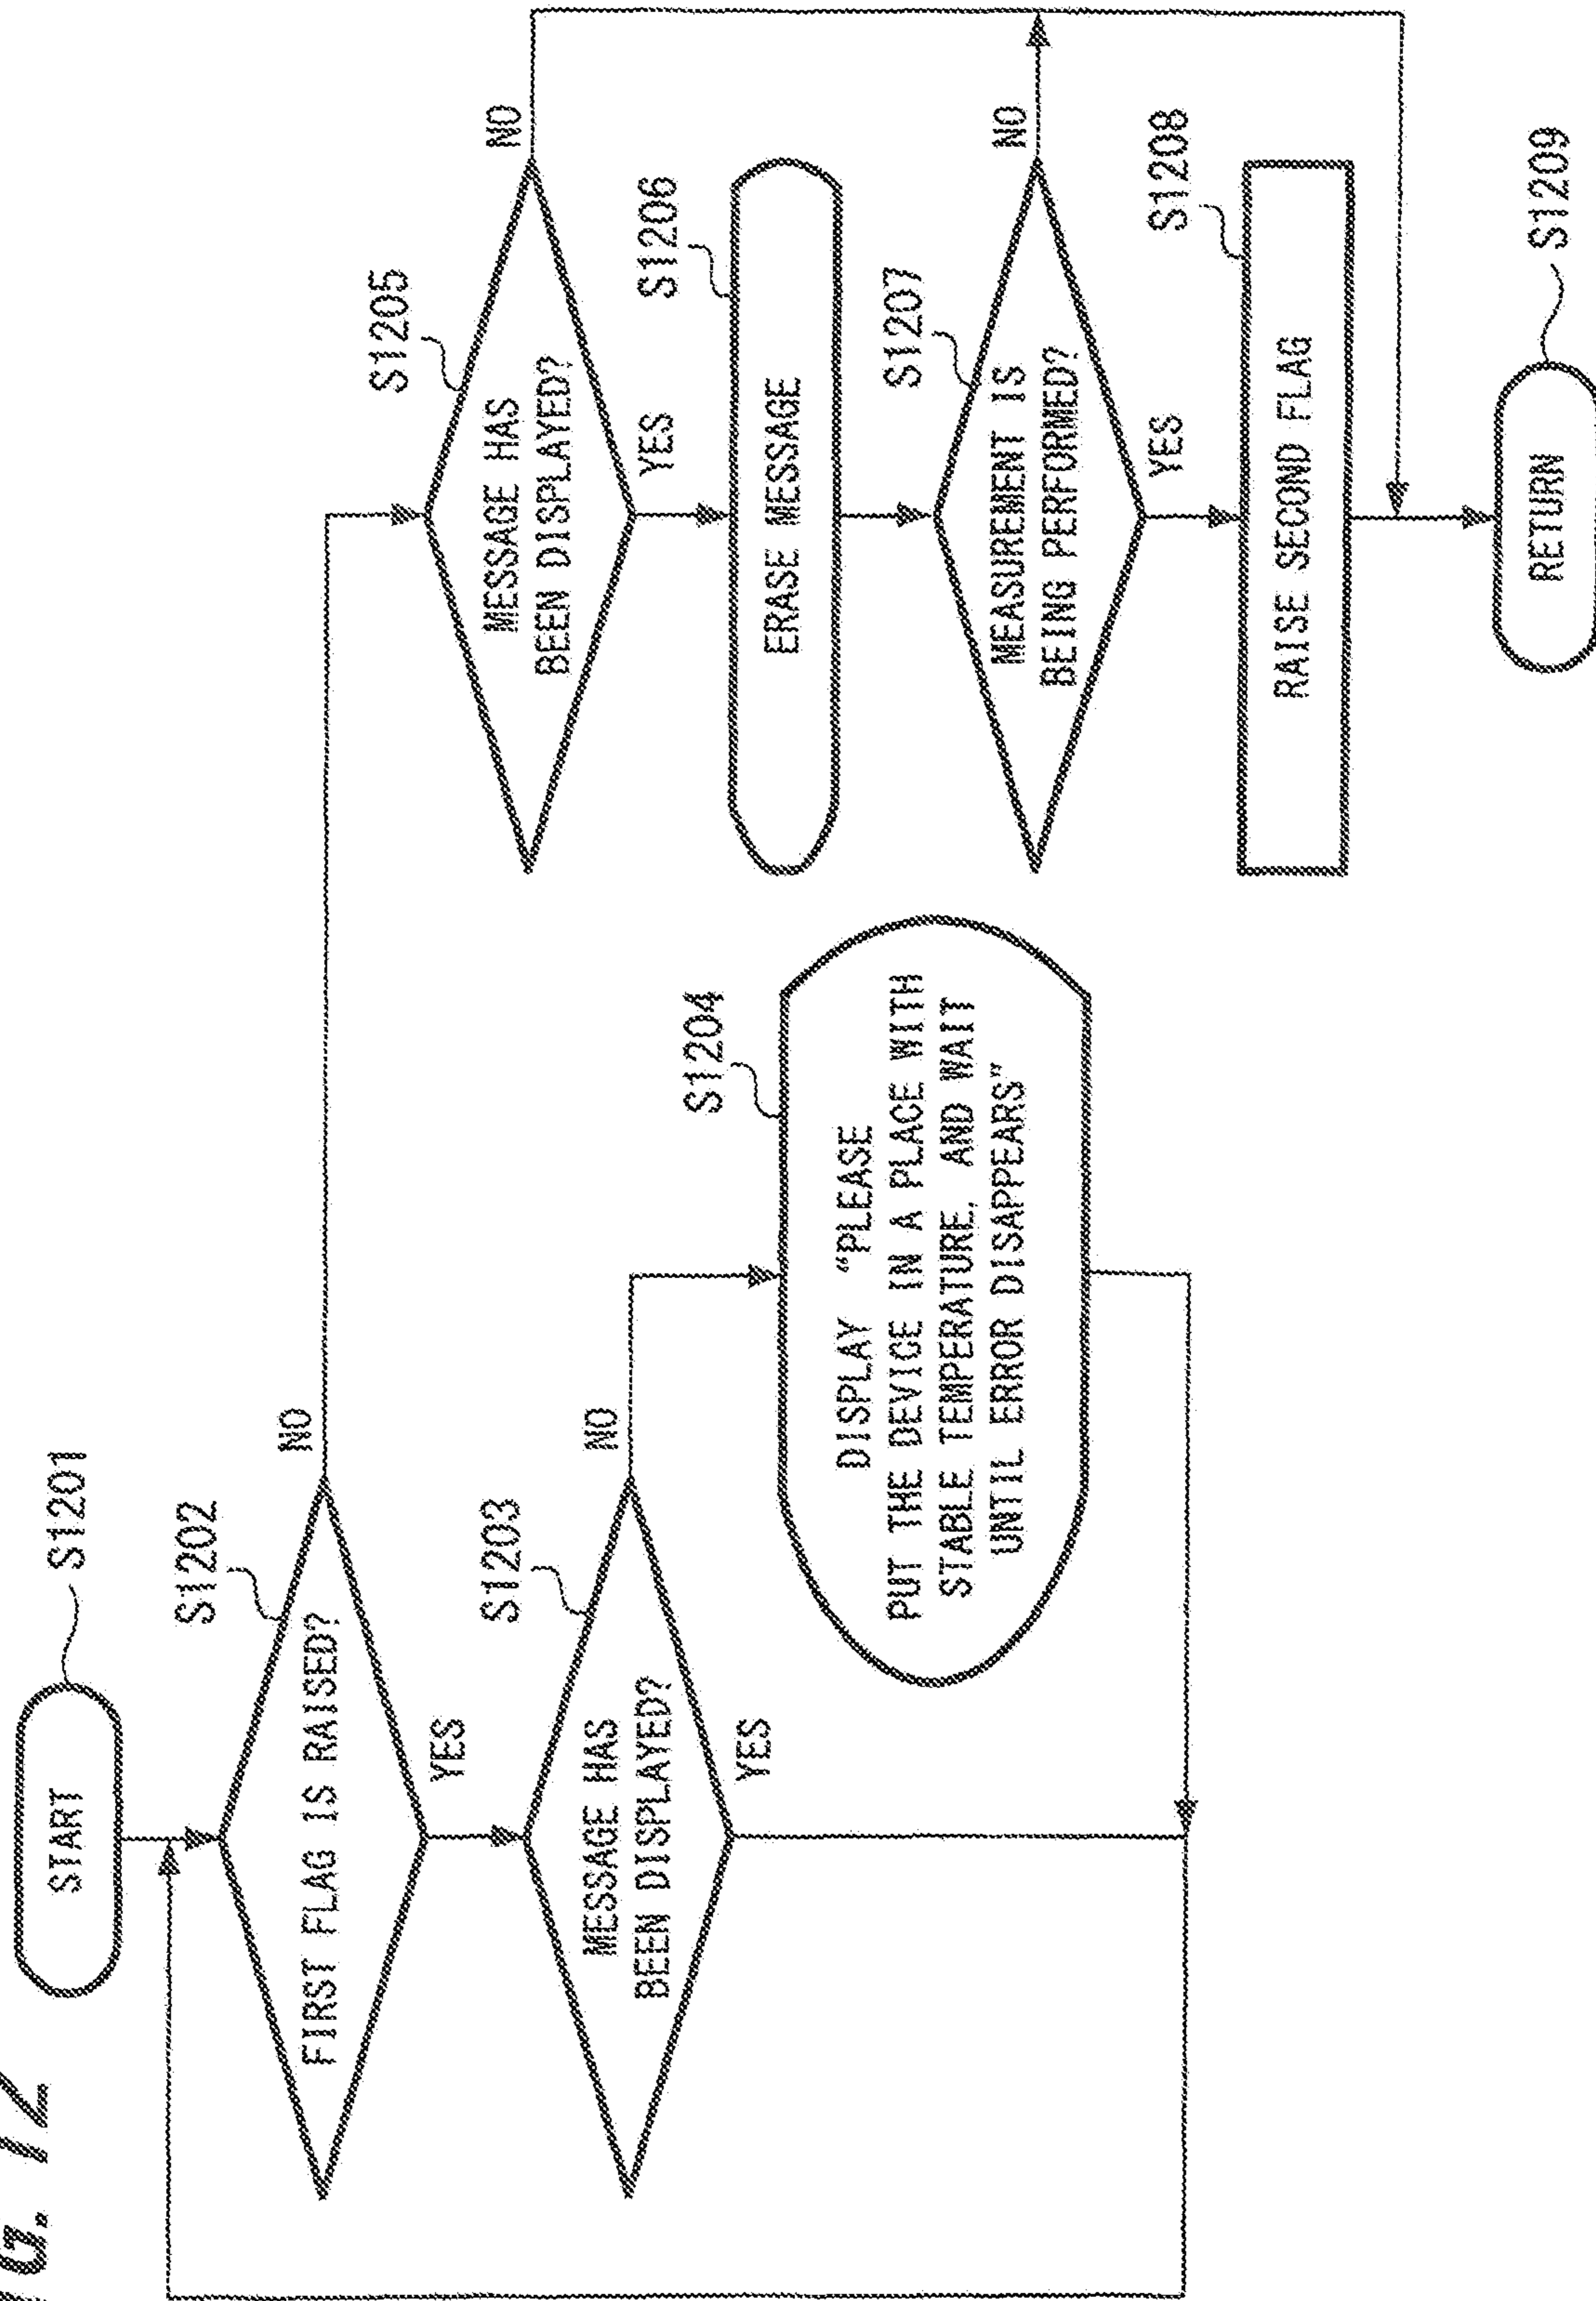 12
START
S1201
FIRST FLAG IS RAISED?
S1202
NO
YES
MESSAGE HAS
BEEN DISPLAYED?
S1203
NO
YES
DISPLAY "PLEASE
PUT THE DEVICE IN A PLACE WITH
STABLE TEMPERATURE, AND WAIT
UNTIL ERROR DISAPPEARS"
S1204
MESSAGE HAS
BEEN DISPLAYED?
S1205
NO
YES
ERASE MESSAGE
S1206
MEASUREMENT IS
BEING PERFORMED?
S1207
NO
YES
RAISE SECOND FLAG
S1208
RETURN
S1209